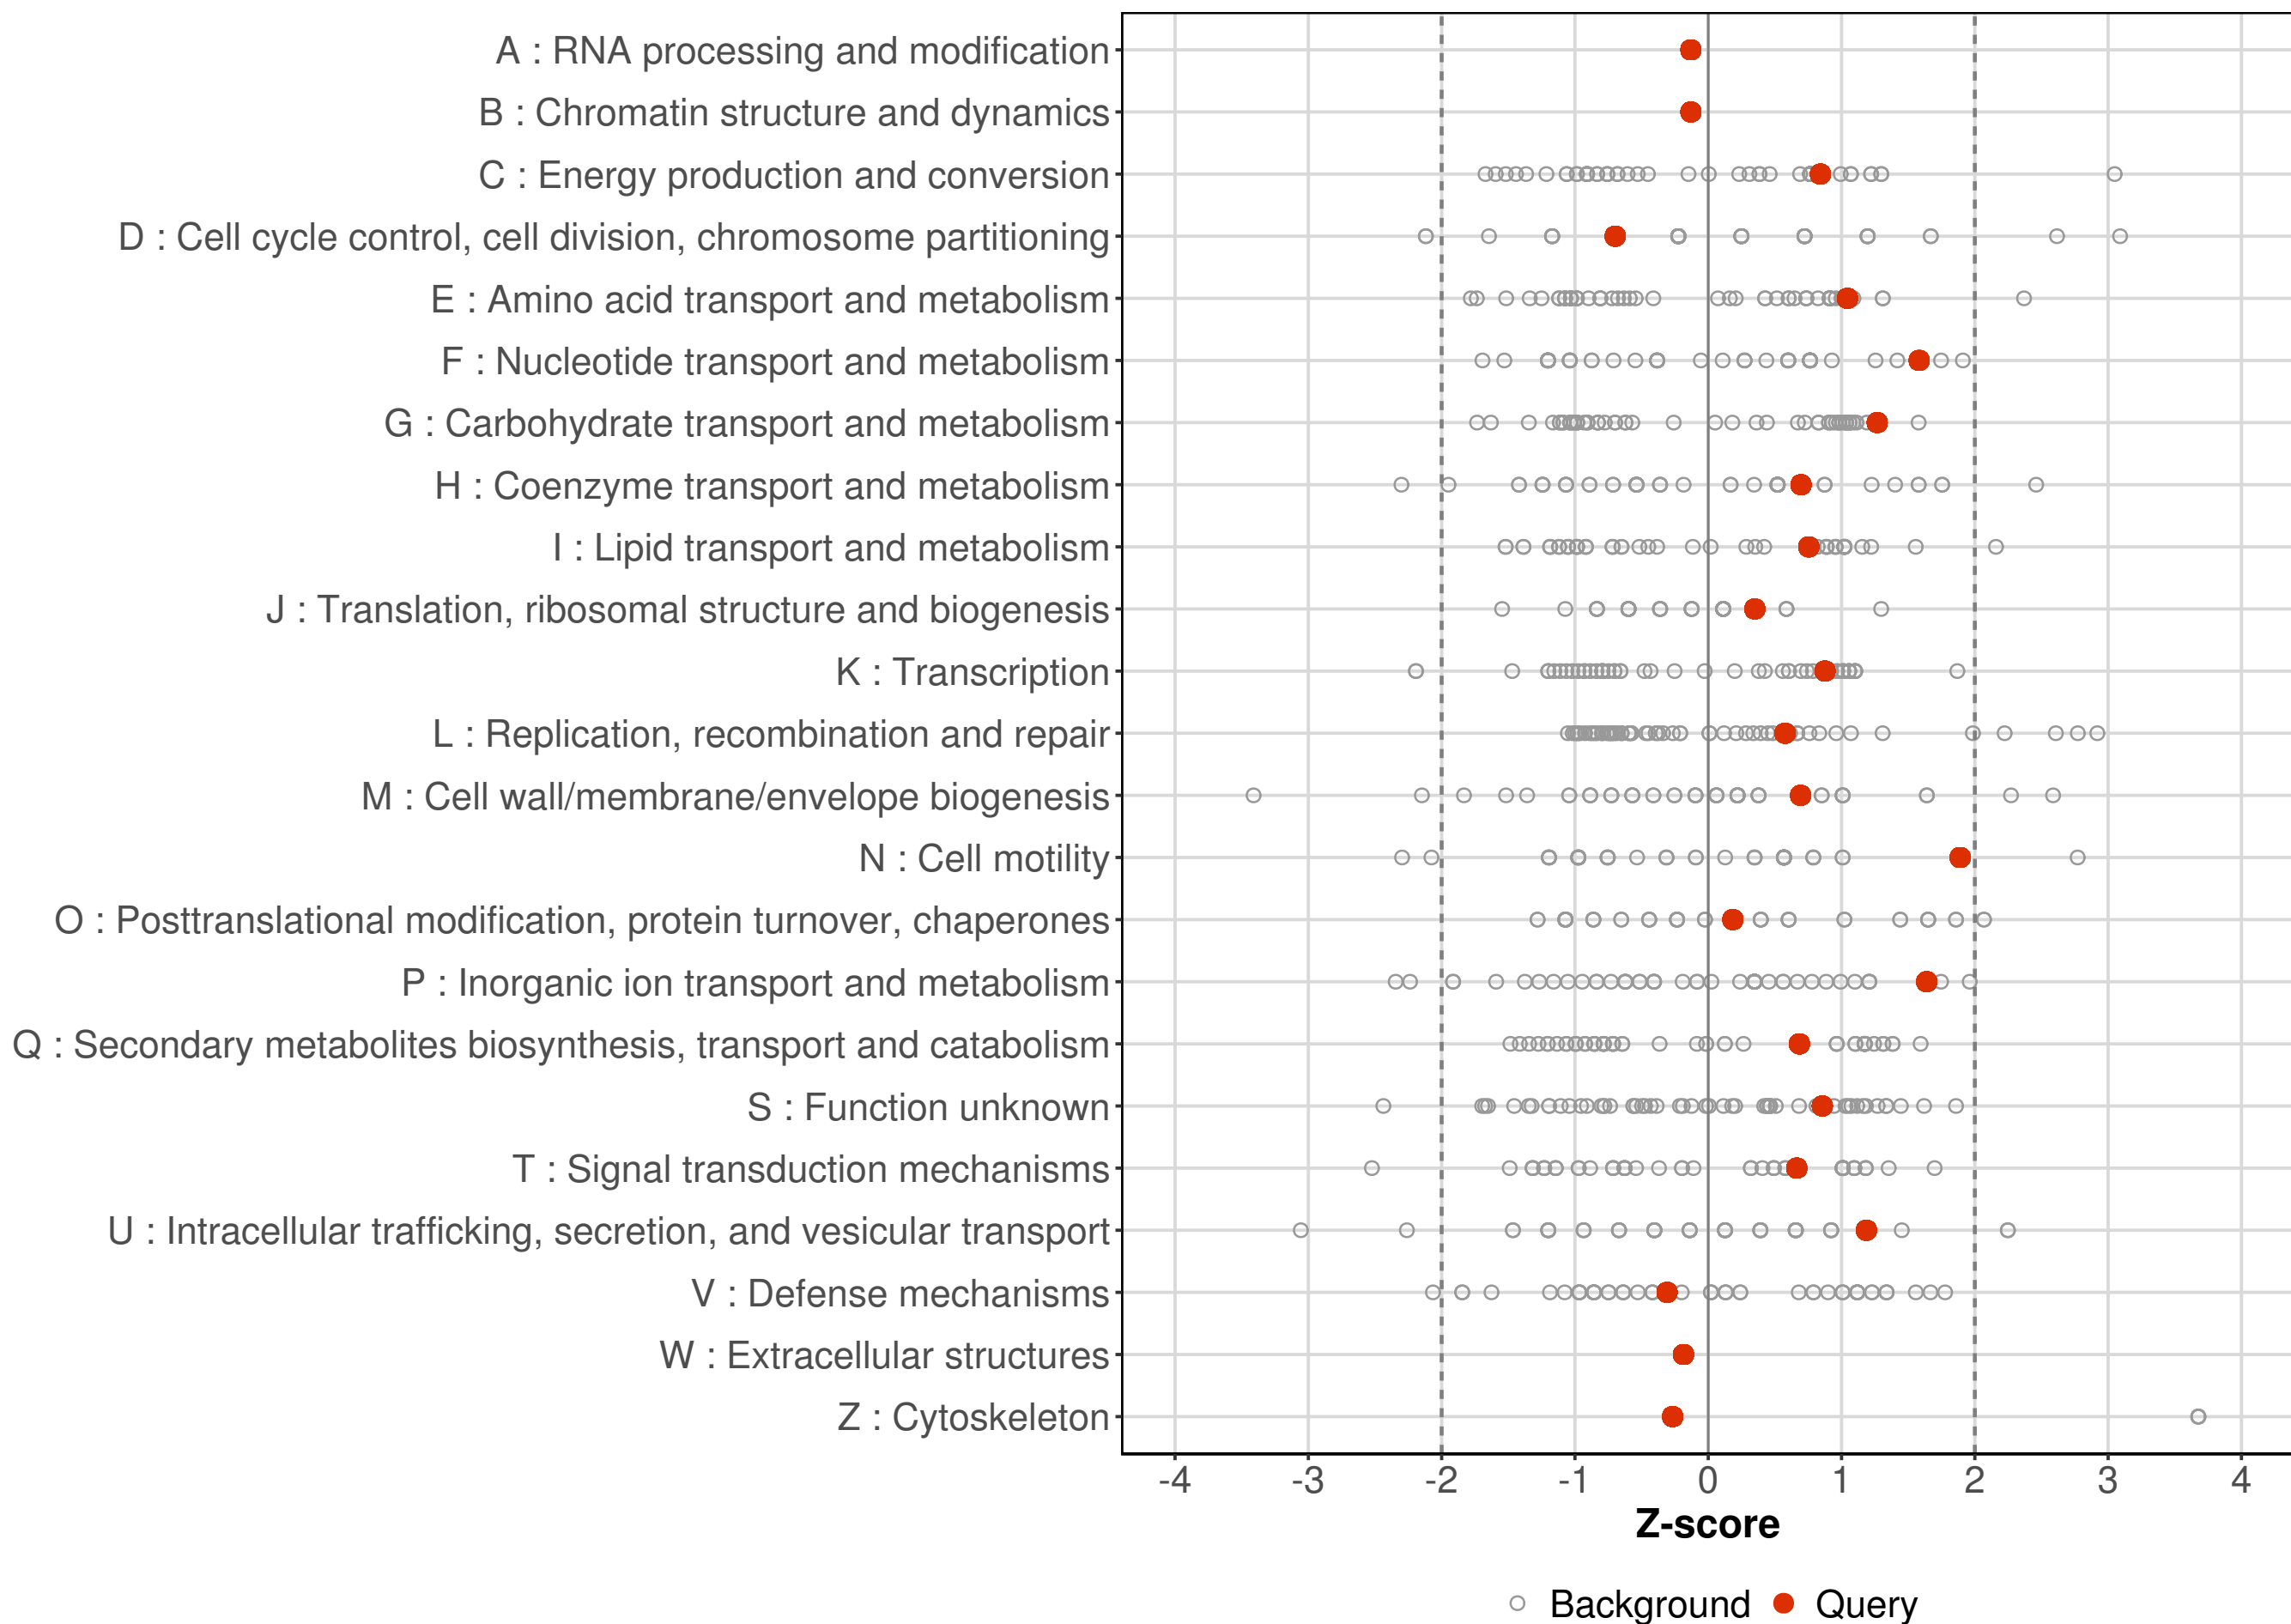 A : RNA processing and modification
B : Chromatin structure and dynamics
C : Energy production and conversion
D : Cell cycle control, cell division, chromosome partitioning
E : Amino acid transport and metabolism
F : Nucleotide transport and metabolism
G : Carbohydrate transport and metabolism
H : Coenzyme transport and metabolism
I : Lipid transport and metabolism
J : Translation, ribosomal structure and biogenesis
K : Transcription
L : Replication, recombination and repair
M : Cell wall/membrane/envelope biogenesis
N : Cell motility
O : Posttranslational modification, protein turnover, chaperones
P : Inorganic ion transport and metabolism
Q : Secondary metabolites biosynthesis, transport and catabolism
S : Function unknown
T : Signal transduction mechanisms
U : Intracellular trafficking, secretion, and vesicular transport
V : Defense mechanisms
W : Extracellular structures
Z : Cytoskeleton
-4 -3 -2 -1 0 1 2 3 4
Z-score
Background Query